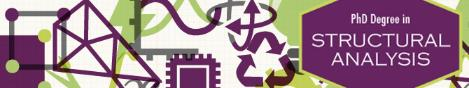 PhD Degree in
STRUCTURAL
ANALYSIS